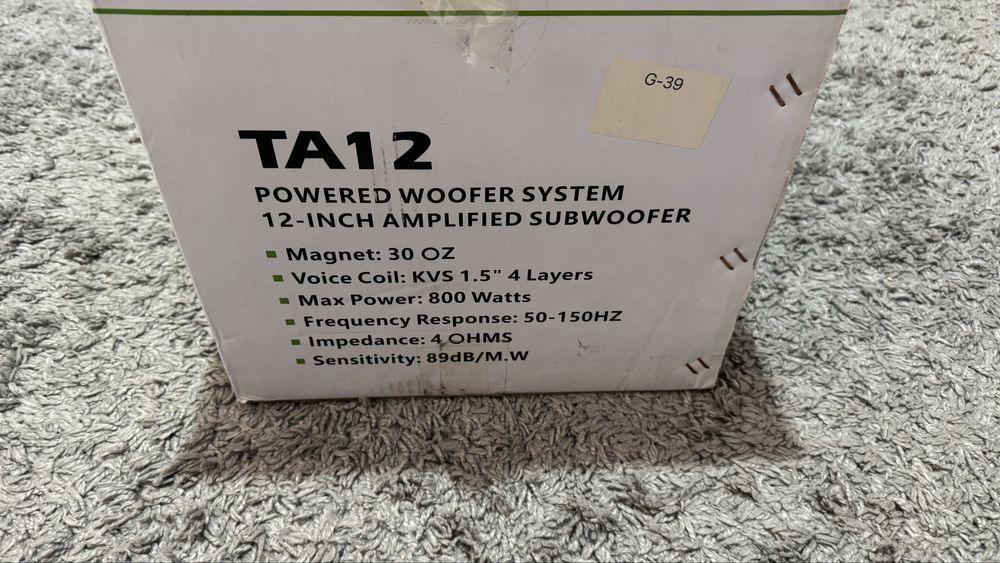 G-39
TA12
POWERED WOOFER SYSTEM
12-INCH AMPLIFIED SUBWOOFER
Magnet: 30 OZ
Voice Coil: KVS 1.5" 4 Layers
Max Power: 800 Watts
Frequency Response: 50-150HZ
Impedance: 4 OHMS
Sensitivity: 89dB/M.W